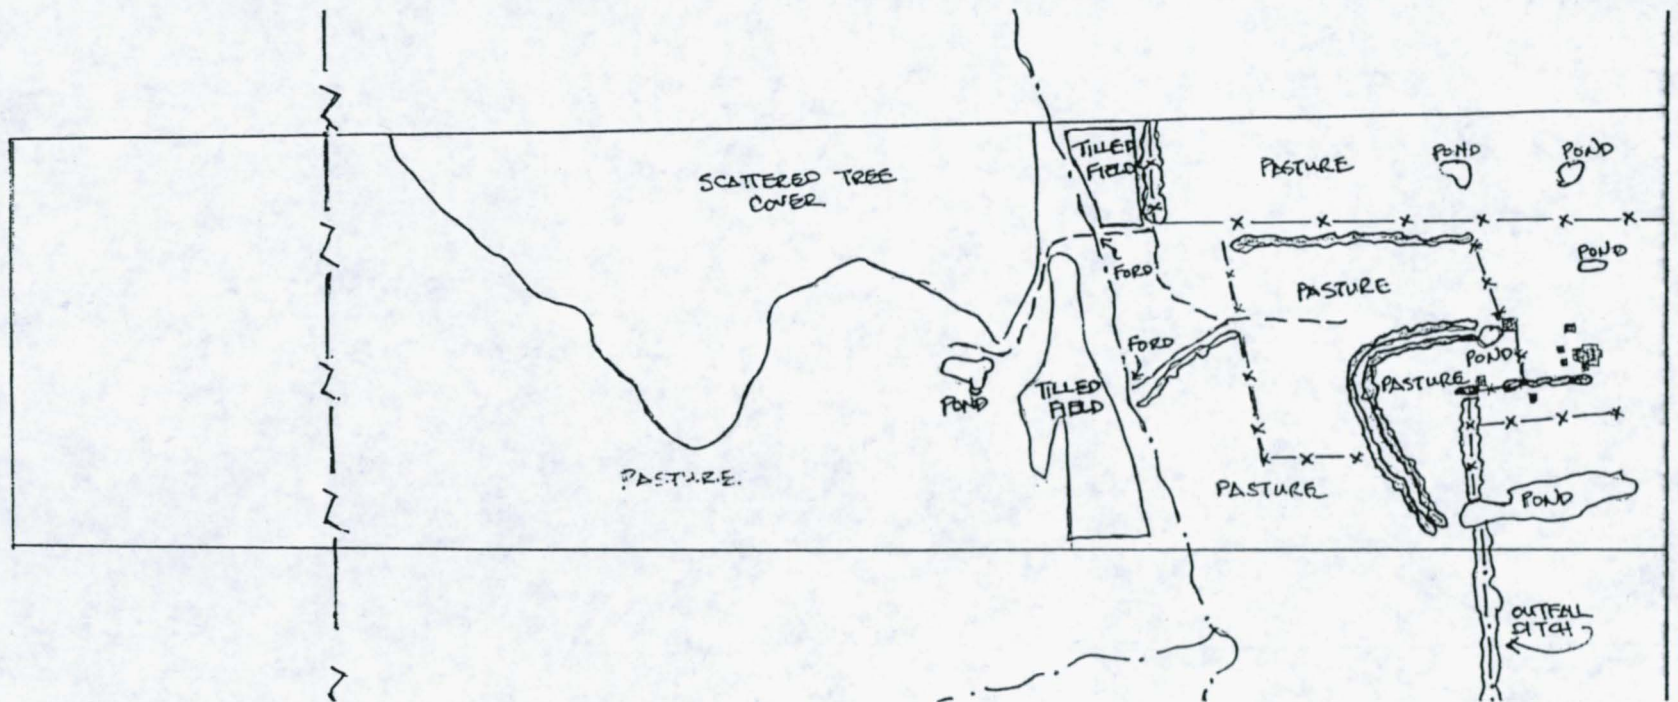 SCATTERED TREE
COVER
TILLED
FIELD
PASTURE
POND
POND
POND
FORD
PASTURE
FORD
POND
PASTURE
POND
TILLED
FIELD
PASTURE
PASTURE
POND
OUTFALL
DITCH